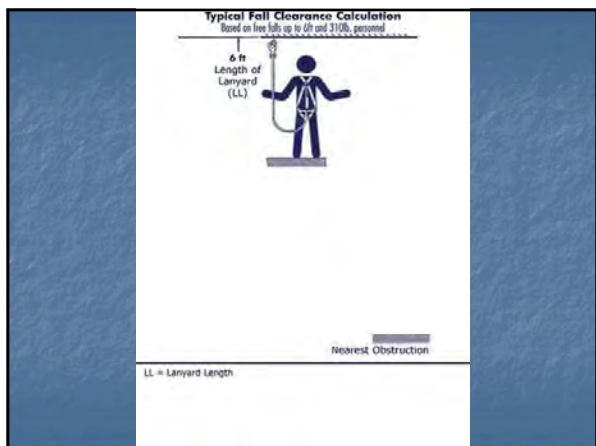 Typical Fall Clearance Calculation
Based on free falls up to 6ft and 310lb. personnel
6 ft
Length of
Lanyard
(LL)
Nearest Obstruction
LL = Lanyard Length